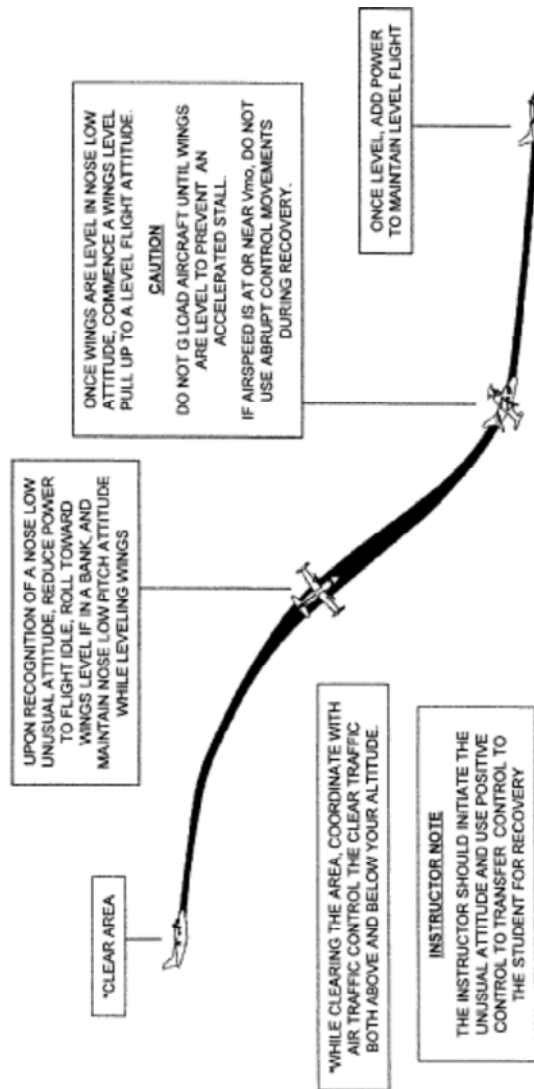 *CLEAR AREA
UPON RECOGNITION OF A NOSE LOW
UNUSUAL ATTITUDE, REDUCE POWER
TO FLIGHT IDLE, ROLL TOWARD
WINGS LEVEL IF IN A BANK, AND
MAINTAIN NOSE LOW PITCH ATTITUDE
WHILE LEVELING WINGS
ONCE WINGS ARE LEVEL IN NOSE LOW
ATTITUDE, COMMENCE A WINGS LEVEL
PULL UP TO A LEVEL FLIGHT ATTITUDE.
CAUTION
DO NOT G LOAD AIRCRAFT UNTIL WINGS
ARE LEVEL TO PREVENT AN
ACCELERATED STALL.
IF AIRSPEED IS AT OR NEAR Vmo, DO NOT
USE ABRUPT CONTROL MOVEMENTS
DURING RECOVERY.
ONCE LEVEL, ADD POWER
TO MAINTAIN LEVEL FLIGHT
*WHILE CLEARING THE AREA, COORDINATE WITH
AIR TRAFFIC CONTROL THE CLEAR TRAFFIC
BOTH ABOVE AND BELOW YOUR ALTITUDE.
INSTRUCTOR NOTE
THE INSTRUCTOR SHOULD INITIATE THE
UNUSUAL ATTITUDE AND USE POSITIVE
CONTROL TO TRANSFER CONTROL TO
THE STUDENT FOR RECOVERY